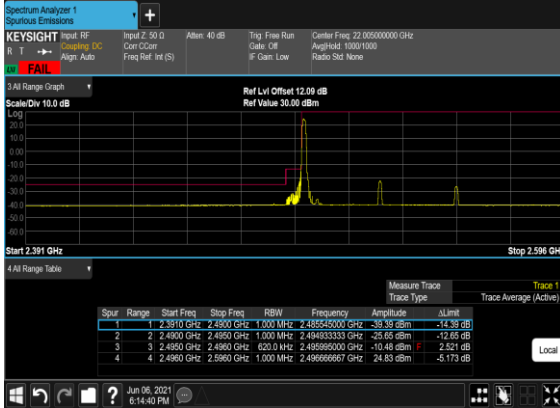 Spectrum Analyzer 1
Spurious Emissions
+
KEYSIGHT Input: RF Input Z: 50 Ω Atten: 40 dB Trig: Free Run Center Freq: 22.005000000 GHz
R T Coupling: DC Corr CCorr Gate: Off Avg|Hold: 1000/1000
Align: Auto Freq Ref: Int (S) IF Gain: Low Radio Std: None
FAIL
3 All Range Graph
Ref Lvl Offset 12.09 dB
Scale/Div 10.0 dB Ref Value 30.00 dBm
Log
20.0
10.0
0.00
-10.0
-20.0
-30.0
-40.0
-50.0
-60.0
Start 2.391 GHz Stop 2.596 GH
4 All Range Table
Measure Trace Trace 1
Trace Type Trace Average (Active)
Spur Range Start Freq Stop Freq RBW Frequency Amplitude ΔLimit
1 1 2.3910 GHz 2.4900 GHz 1.000 MHz 2.485545000 GHz -39.39 dBm -14.39 dB
2 2 2.4900 GHz 2.4950 GHz 1.000 MHz 2.494933333 GHz -25.65 dBm -12.65 dB
3 3 2.4950 GHz 2.4960 GHz 620.0 kHz 2.495995000 GHz -10.48 dBm F 2.521 dB
4 4 2.4960 GHz 2.5960 GHz 1.000 MHz 2.496666667 GHz 24.83 dBm -5.173 dB
Local
?
Jun 06, 2021
6:14:40 PM